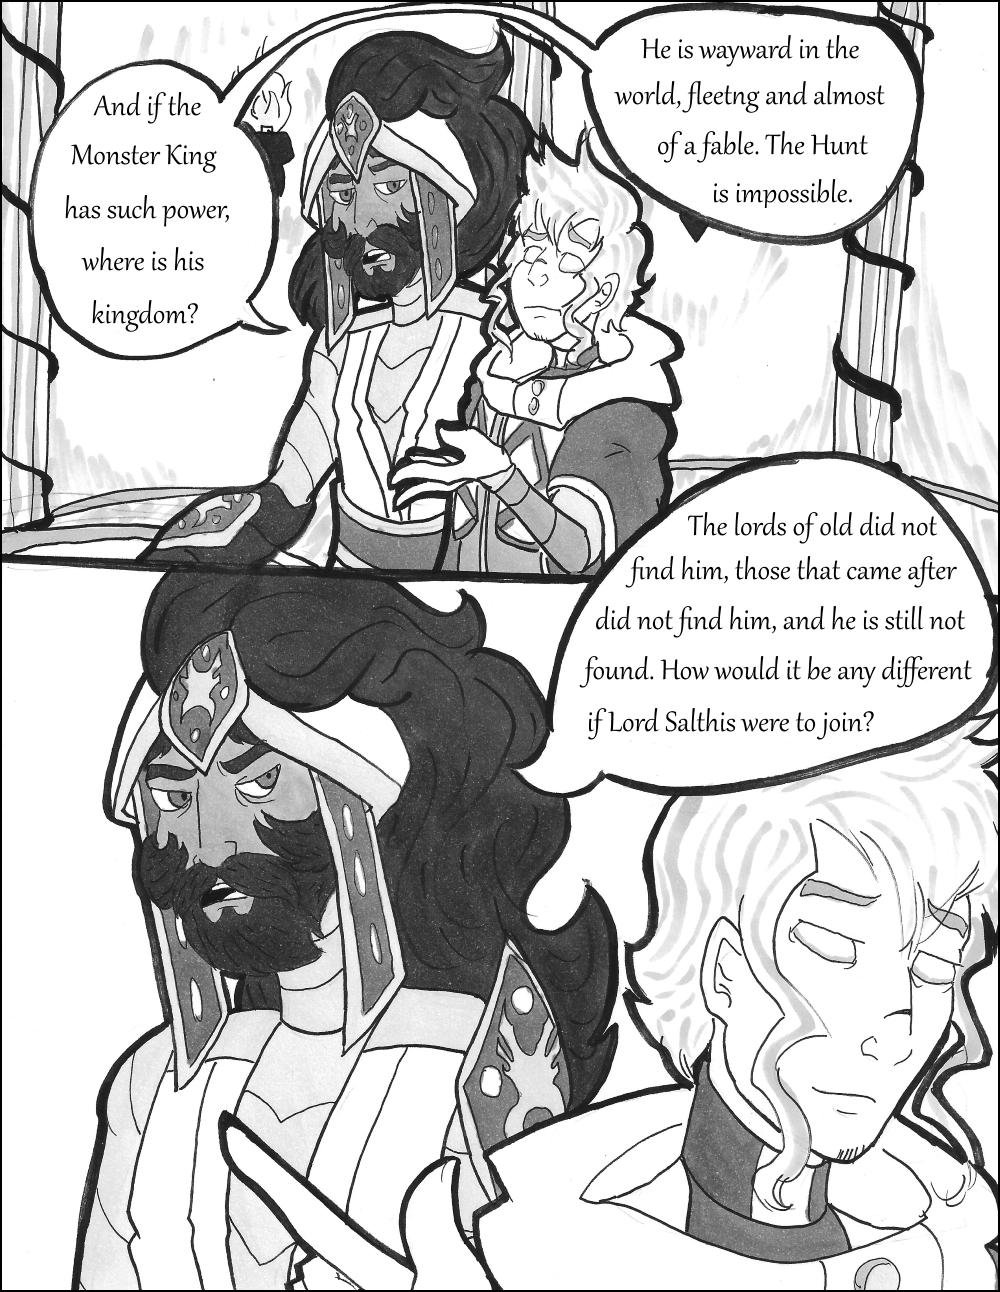 And if the
Monster King
has such power,
where is his
kingdom?
He is wayward in the
world, fleetng and almost
of a fable. The Hunt
is impossible.
The lords of old did not
find him, those that came after
did not find him, and he is still not
found. How would it be any different
if Lord Salthis were to join?